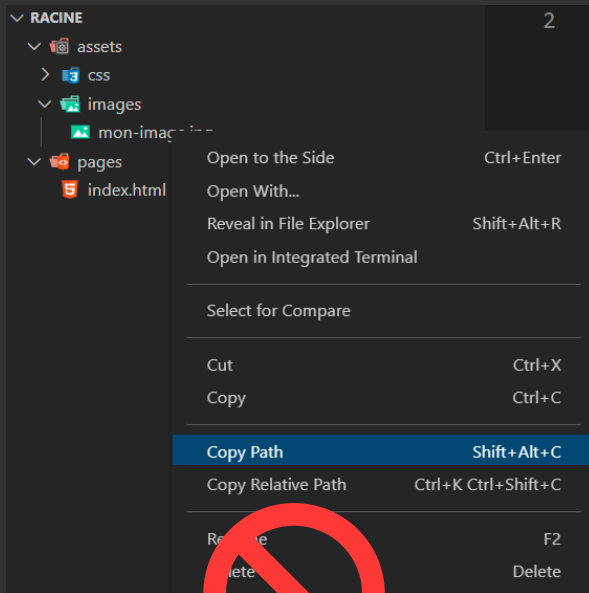 RACINE
2
assets
css
images
pages
index.html
Open to the Side Ctrl+Enter
Open With...
Reveal in File Explorer Shift+Alt+R
Open in Integrated Terminal
Select for Compare
Cut Ctrl+X
Copy Ctrl+C
Copy Path Shift+Alt+C
Copy Relative Path Ctrl+K Ctrl+Shift+C
F2
Delete